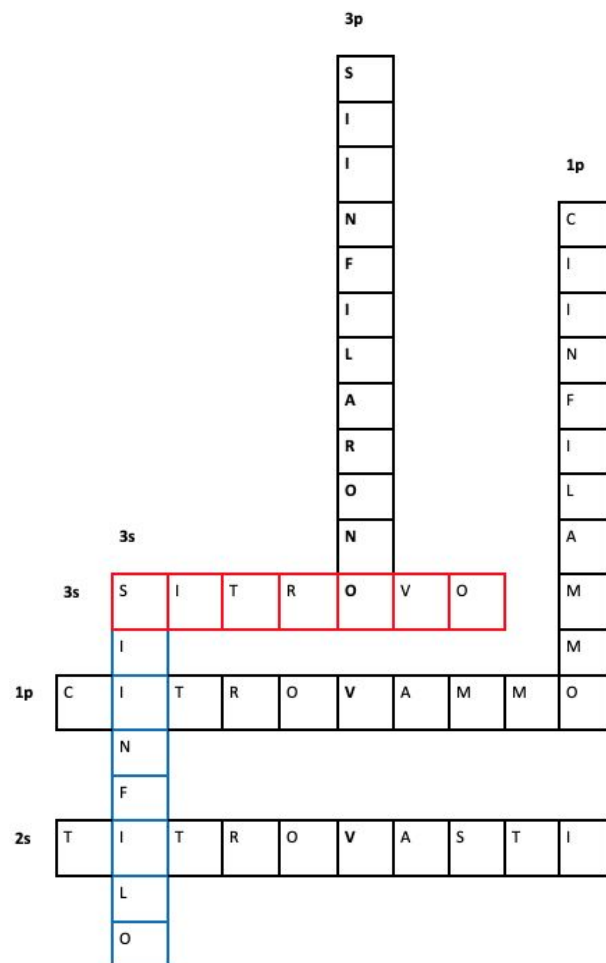 3p
S
I
I 1p
N C
F I
I I
L N
A F
R I
O L
3s N A
3s S I T R O V O M
I M
1p C I T R O V A M M O
N
F
2s T I T R O V A S T I
L
O